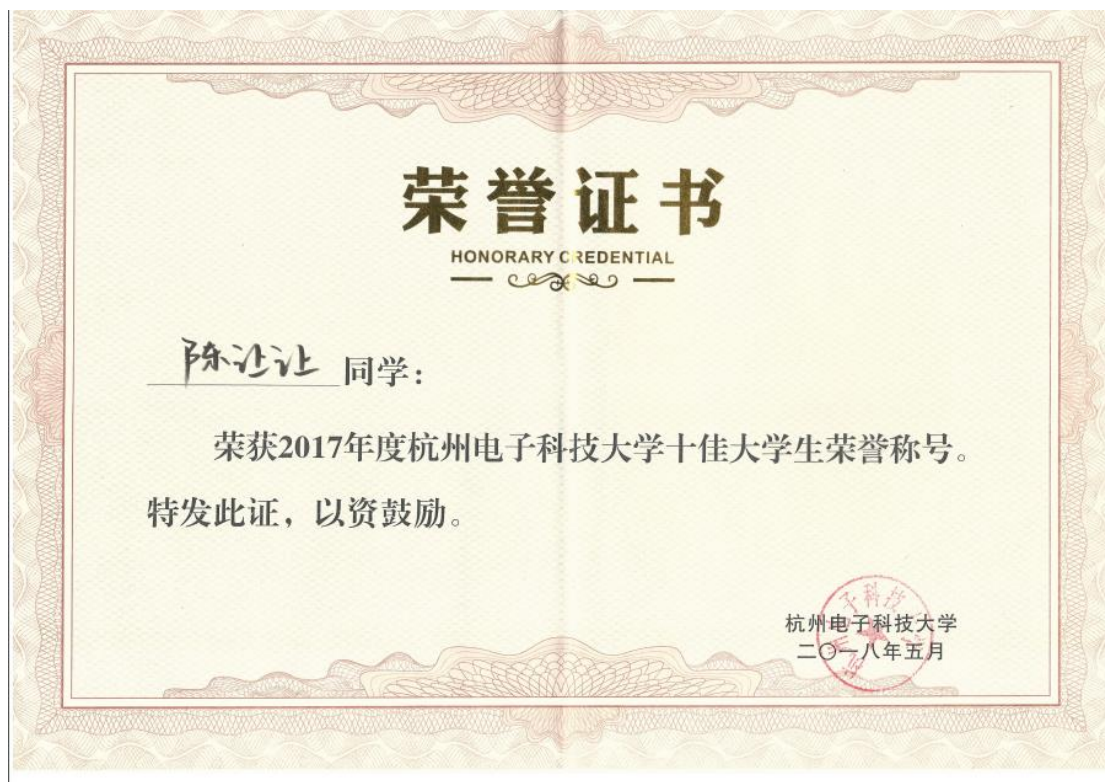 荣誉证书
HONORARY CREDENTIAL
陈让让 同学：
荣获2017年度杭州电子科技大学十佳大学生荣誉称号。
特发此证，以资鼓励。
杭州电子科技大学
二〇一八年五月